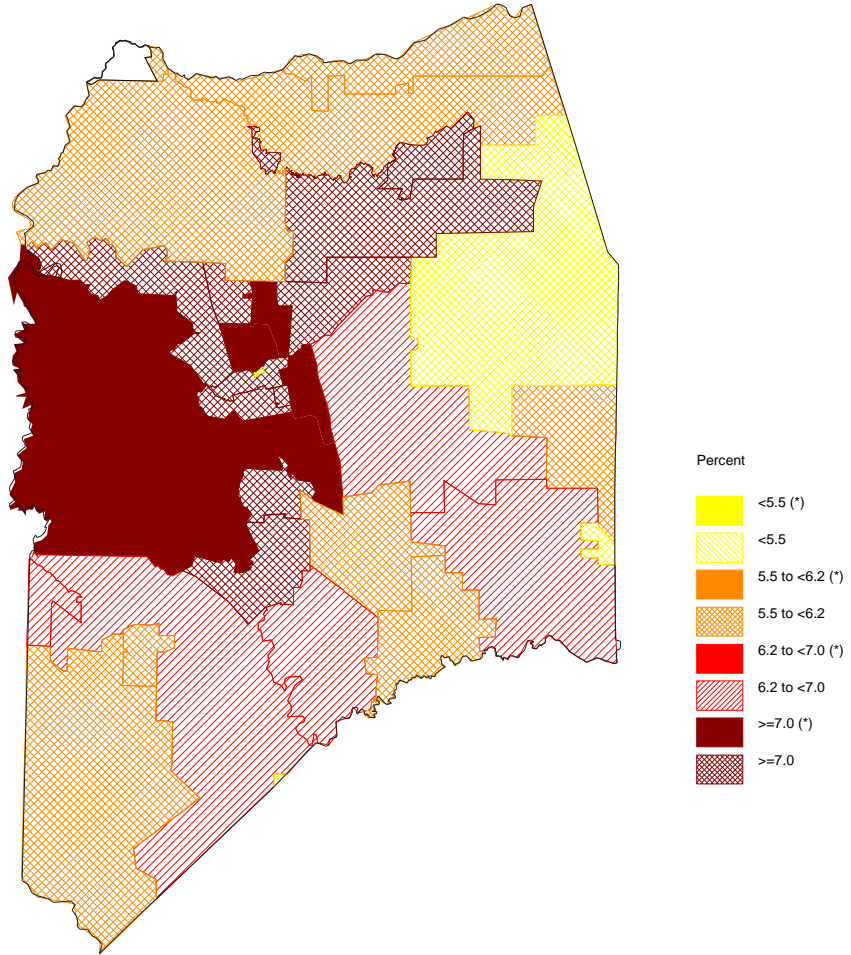 Percent
<5.5 (*)
<5.5
5.5 to <6.2 (*)
5.5 to <6.2
6.2 to <7.0 (*)
6.2 to <7.0
>=7.0 (*)
>=7.0